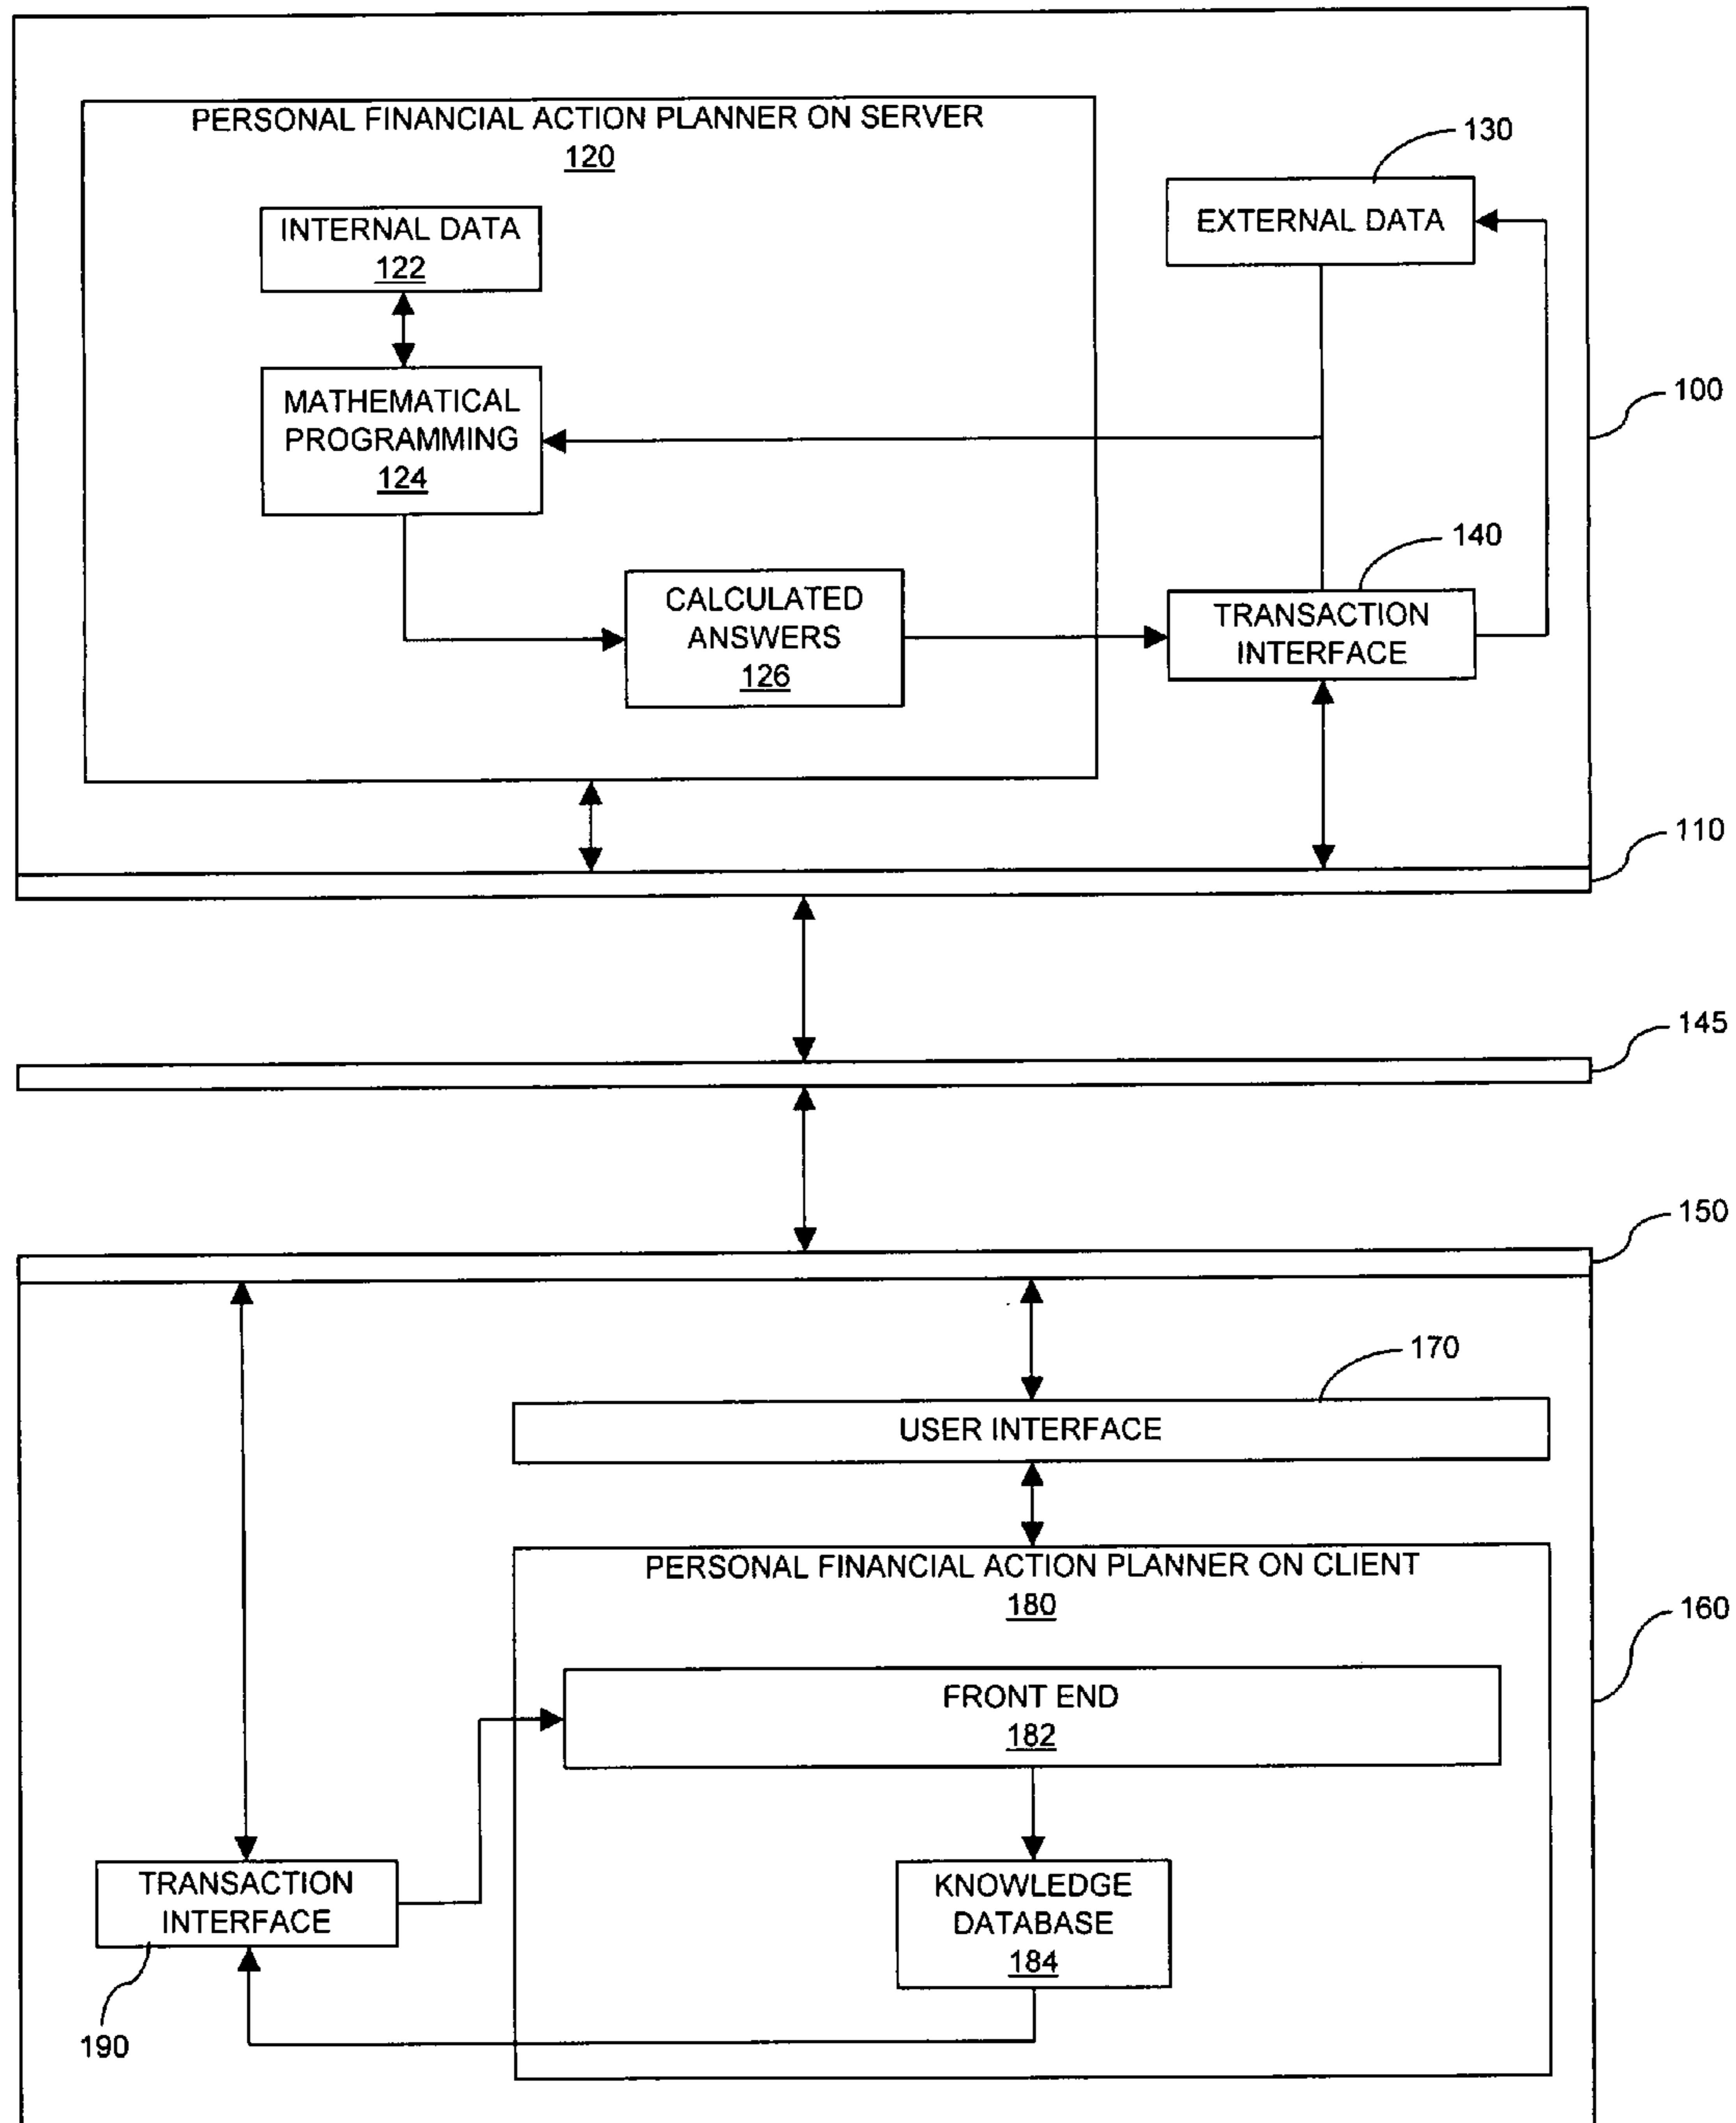 PERSONAL FINANCIAL ACTION PLANNER ON SERVER
120
130
EXTERNAL DATA
INTERNAL DATA
122
100
MATHEMATICAL
PROGRAMMING
124
140
CALCULATED
ANSWERS
126
TRANSACTION
INTERFACE
110
145
150
170
USER INTERFACE
PERSONAL FINANCIAL ACTION PLANNER ON CLIENT
180
160
FRONT END
182
TRANSACTION
INTERFACE
KNOWLEDGE
DATABASE
184
190